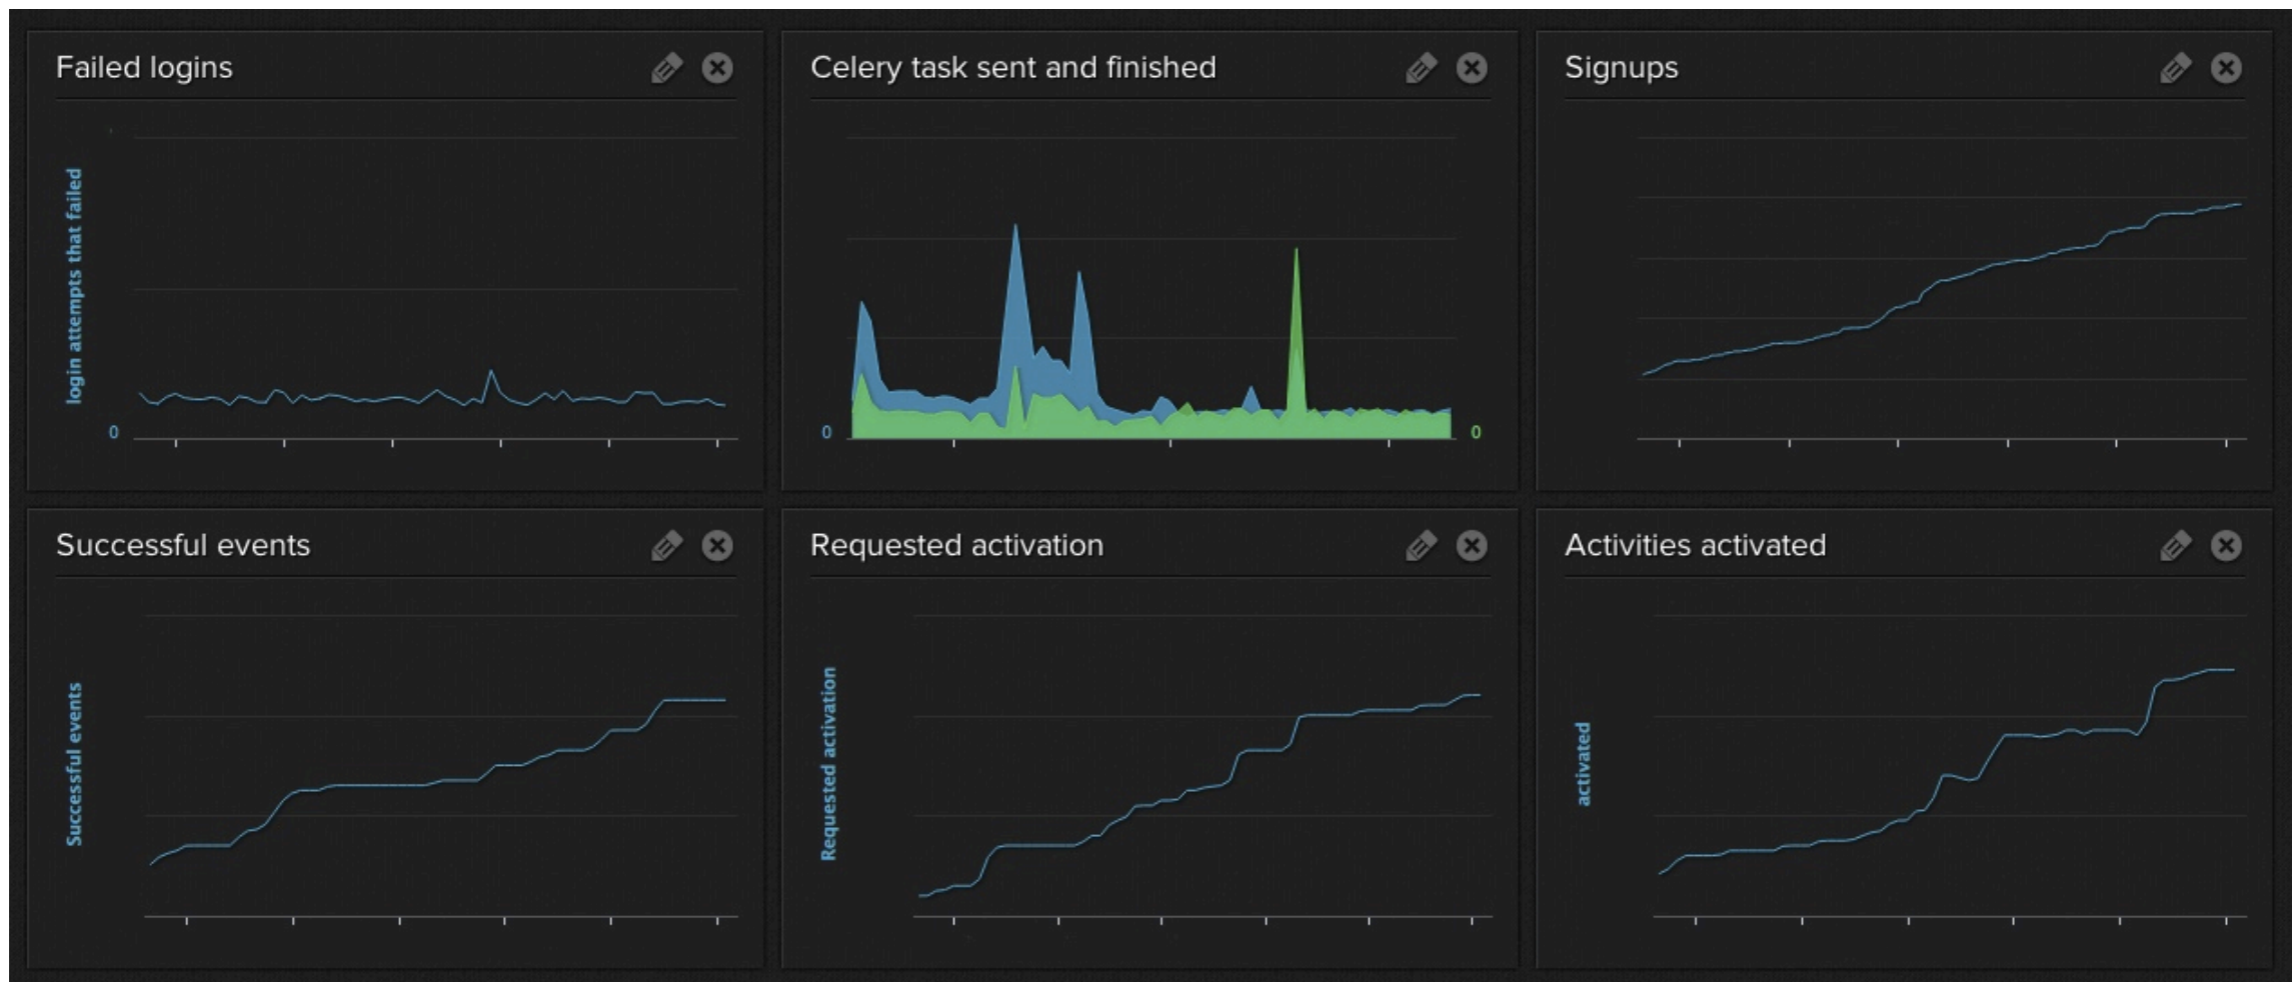 Failed logins
login attempts that failed
0
Celery task sent and finished
0
0
Signups
Successful events
Successful events
Requested activation
Requested activation
Activities activated
activated